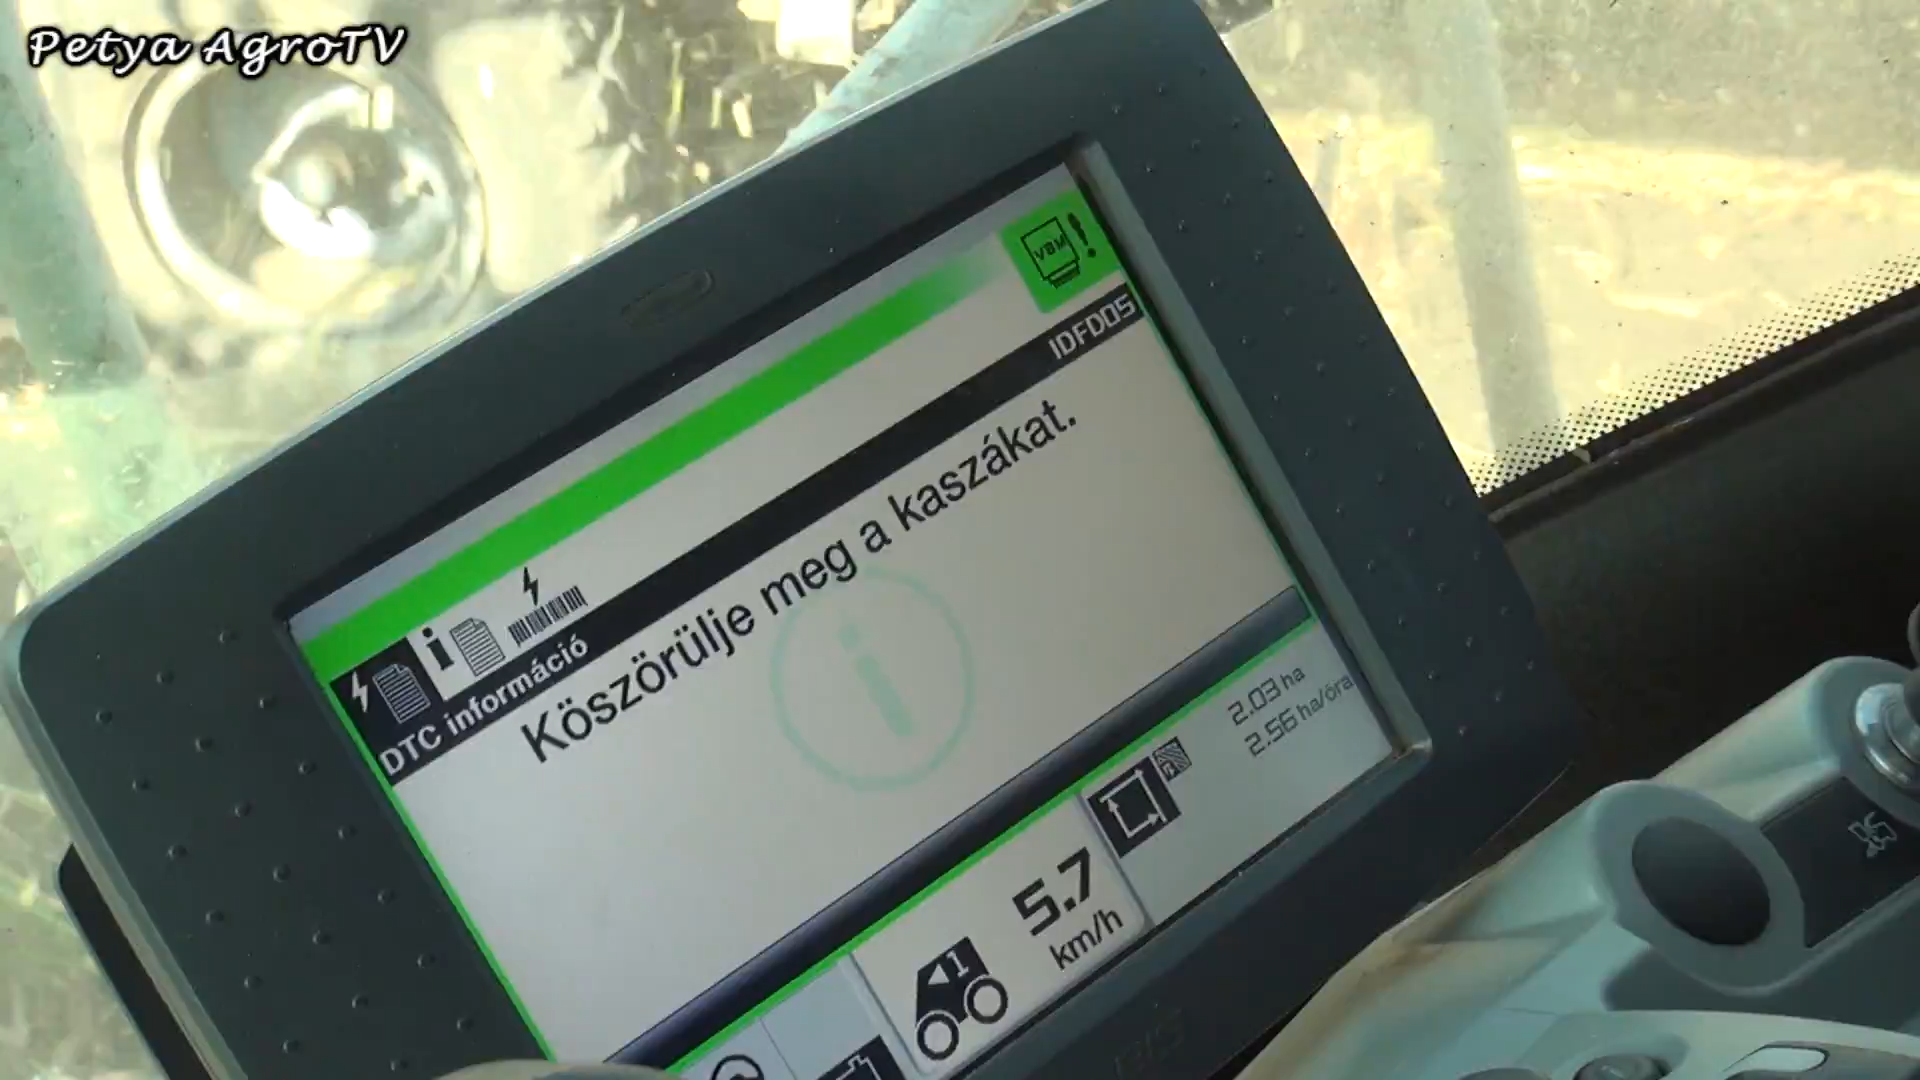 Petya AgroTV
VBM!
IDFD05
DTC információ
Köszörülje meg a kaszákat.
2.03 ha
2.56 ha/óra
5.7
km/h
1